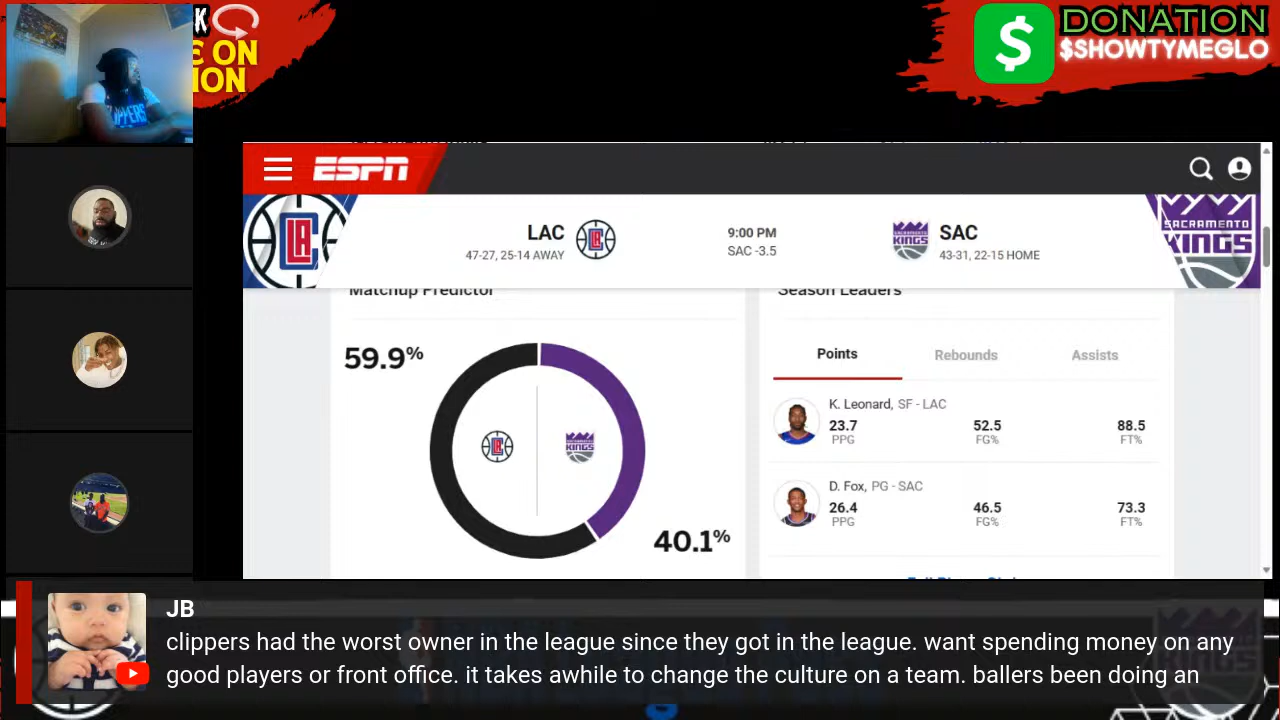 K
E ON
ION
DONATION
$SHOWTYMEGLO
CLIPPERS
ESPN
LAC
47-27, 25-14 AWAY
9:00 PM
SAC -3.5
SACRAMENTO
KINGS
SAC
43-31, 22-15 HOME
SACRAMENTO
KINGS
Matchup Predictor
59.9%
40.1%
Season Leaders
Points
Rebounds
Assists
K. Leonard, SF - LAC
23.7
52.5
88.5
PPG
FG%
FT%
D. Fox, PG - SAC
26.4
46.5
73.3
PPG
FG%
FT%
JB
clippers had the worst owner in the league since they got in the league. want spending money on any
good players or front office. it takes awhile to change the culture on a team. ballers been doing an